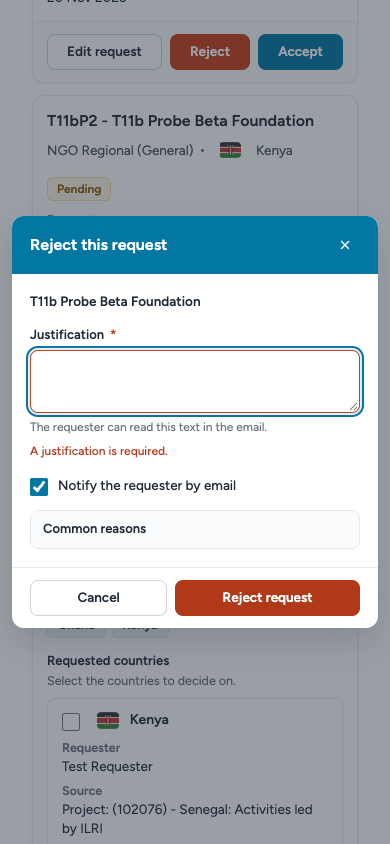 Edit request
Reject
Accept
T11bP2 - T11b Probe Beta Foundation
NGO Regional (General) •
Kenya
Pending
Reject this request
×
T11b Probe Beta Foundation
Justification *
The requester can read this text in the email.
A justification is required.
Notify the requester by email
Common reasons
Cancel
Reject request
Requested countries
Select the countries to decide on.
Kenya
Requester
Test Requester
Source
Project: (102076) - Senegal: Activities led
by ILRI